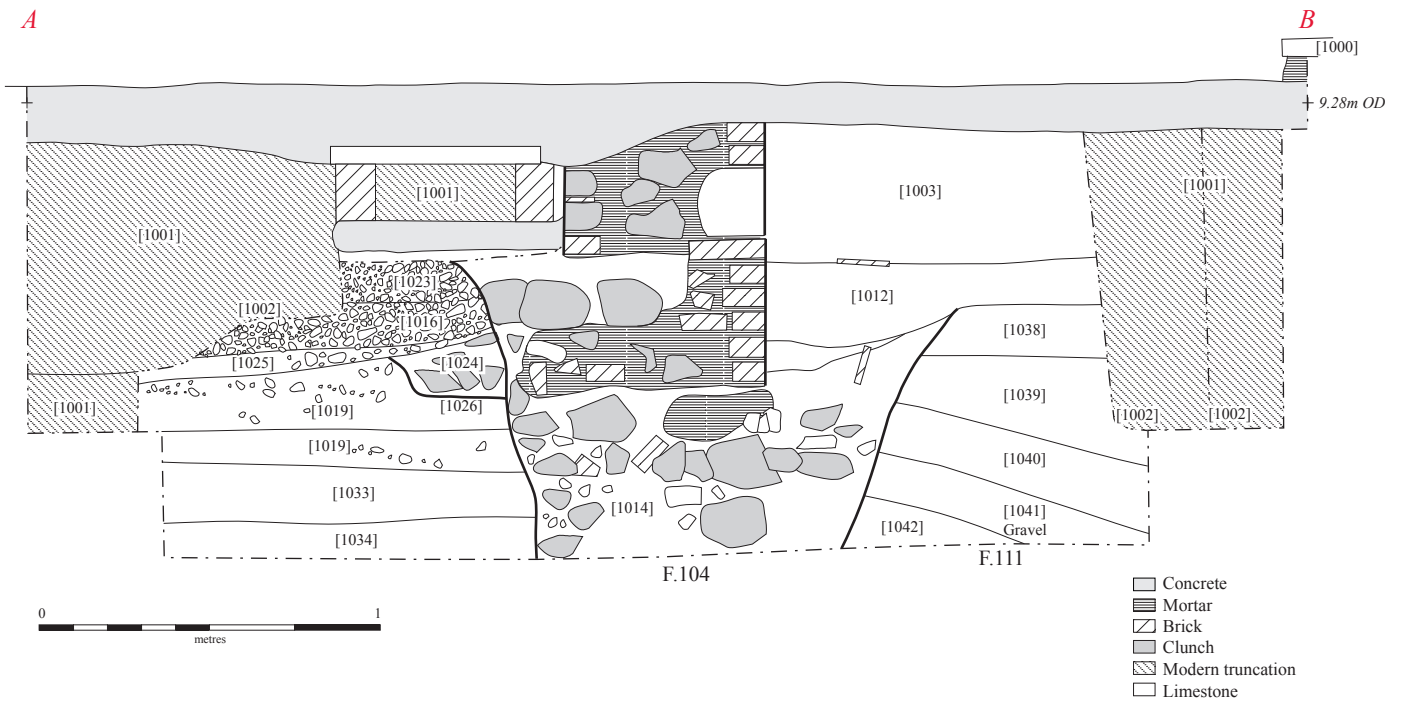 A
B
[1000]
9.28m OD
[1001]
[1001]
[1003]
[1001]
[1023]
[1002]
[1016]
[1012]
[1038]
[1025]
[1024]
[1001]
[1019]
[1026]
[1039]
[1002]
[1002]
[1019]
[1040]
[1033]
[1014]
[1041]
Gravel
[1042]
[1034]
F.104
F.111
0
1
metres
Concrete
Mortar
Brick
Clunch
Modern truncation
Limestone